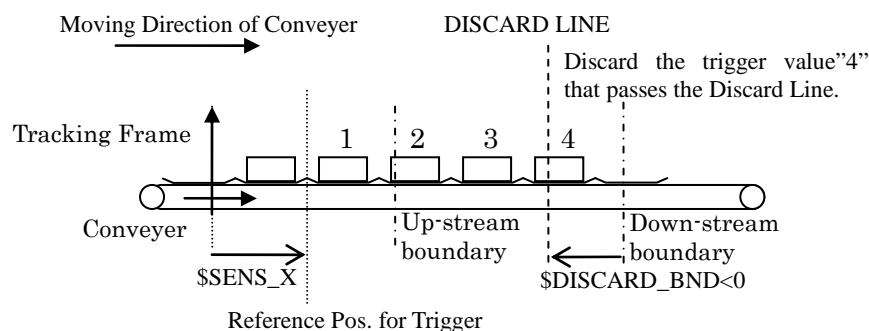 Moving Direction of Conveyer
DISCARD LINE
Discard the trigger value”4”
that passes the Discard Line.
Tracking Frame
1 2 3 4
Conveyer
Up-stream
boundary
Down-stream
boundary
$SENS_X
$DISCARD_BND<0
Reference Pos. for Trigger